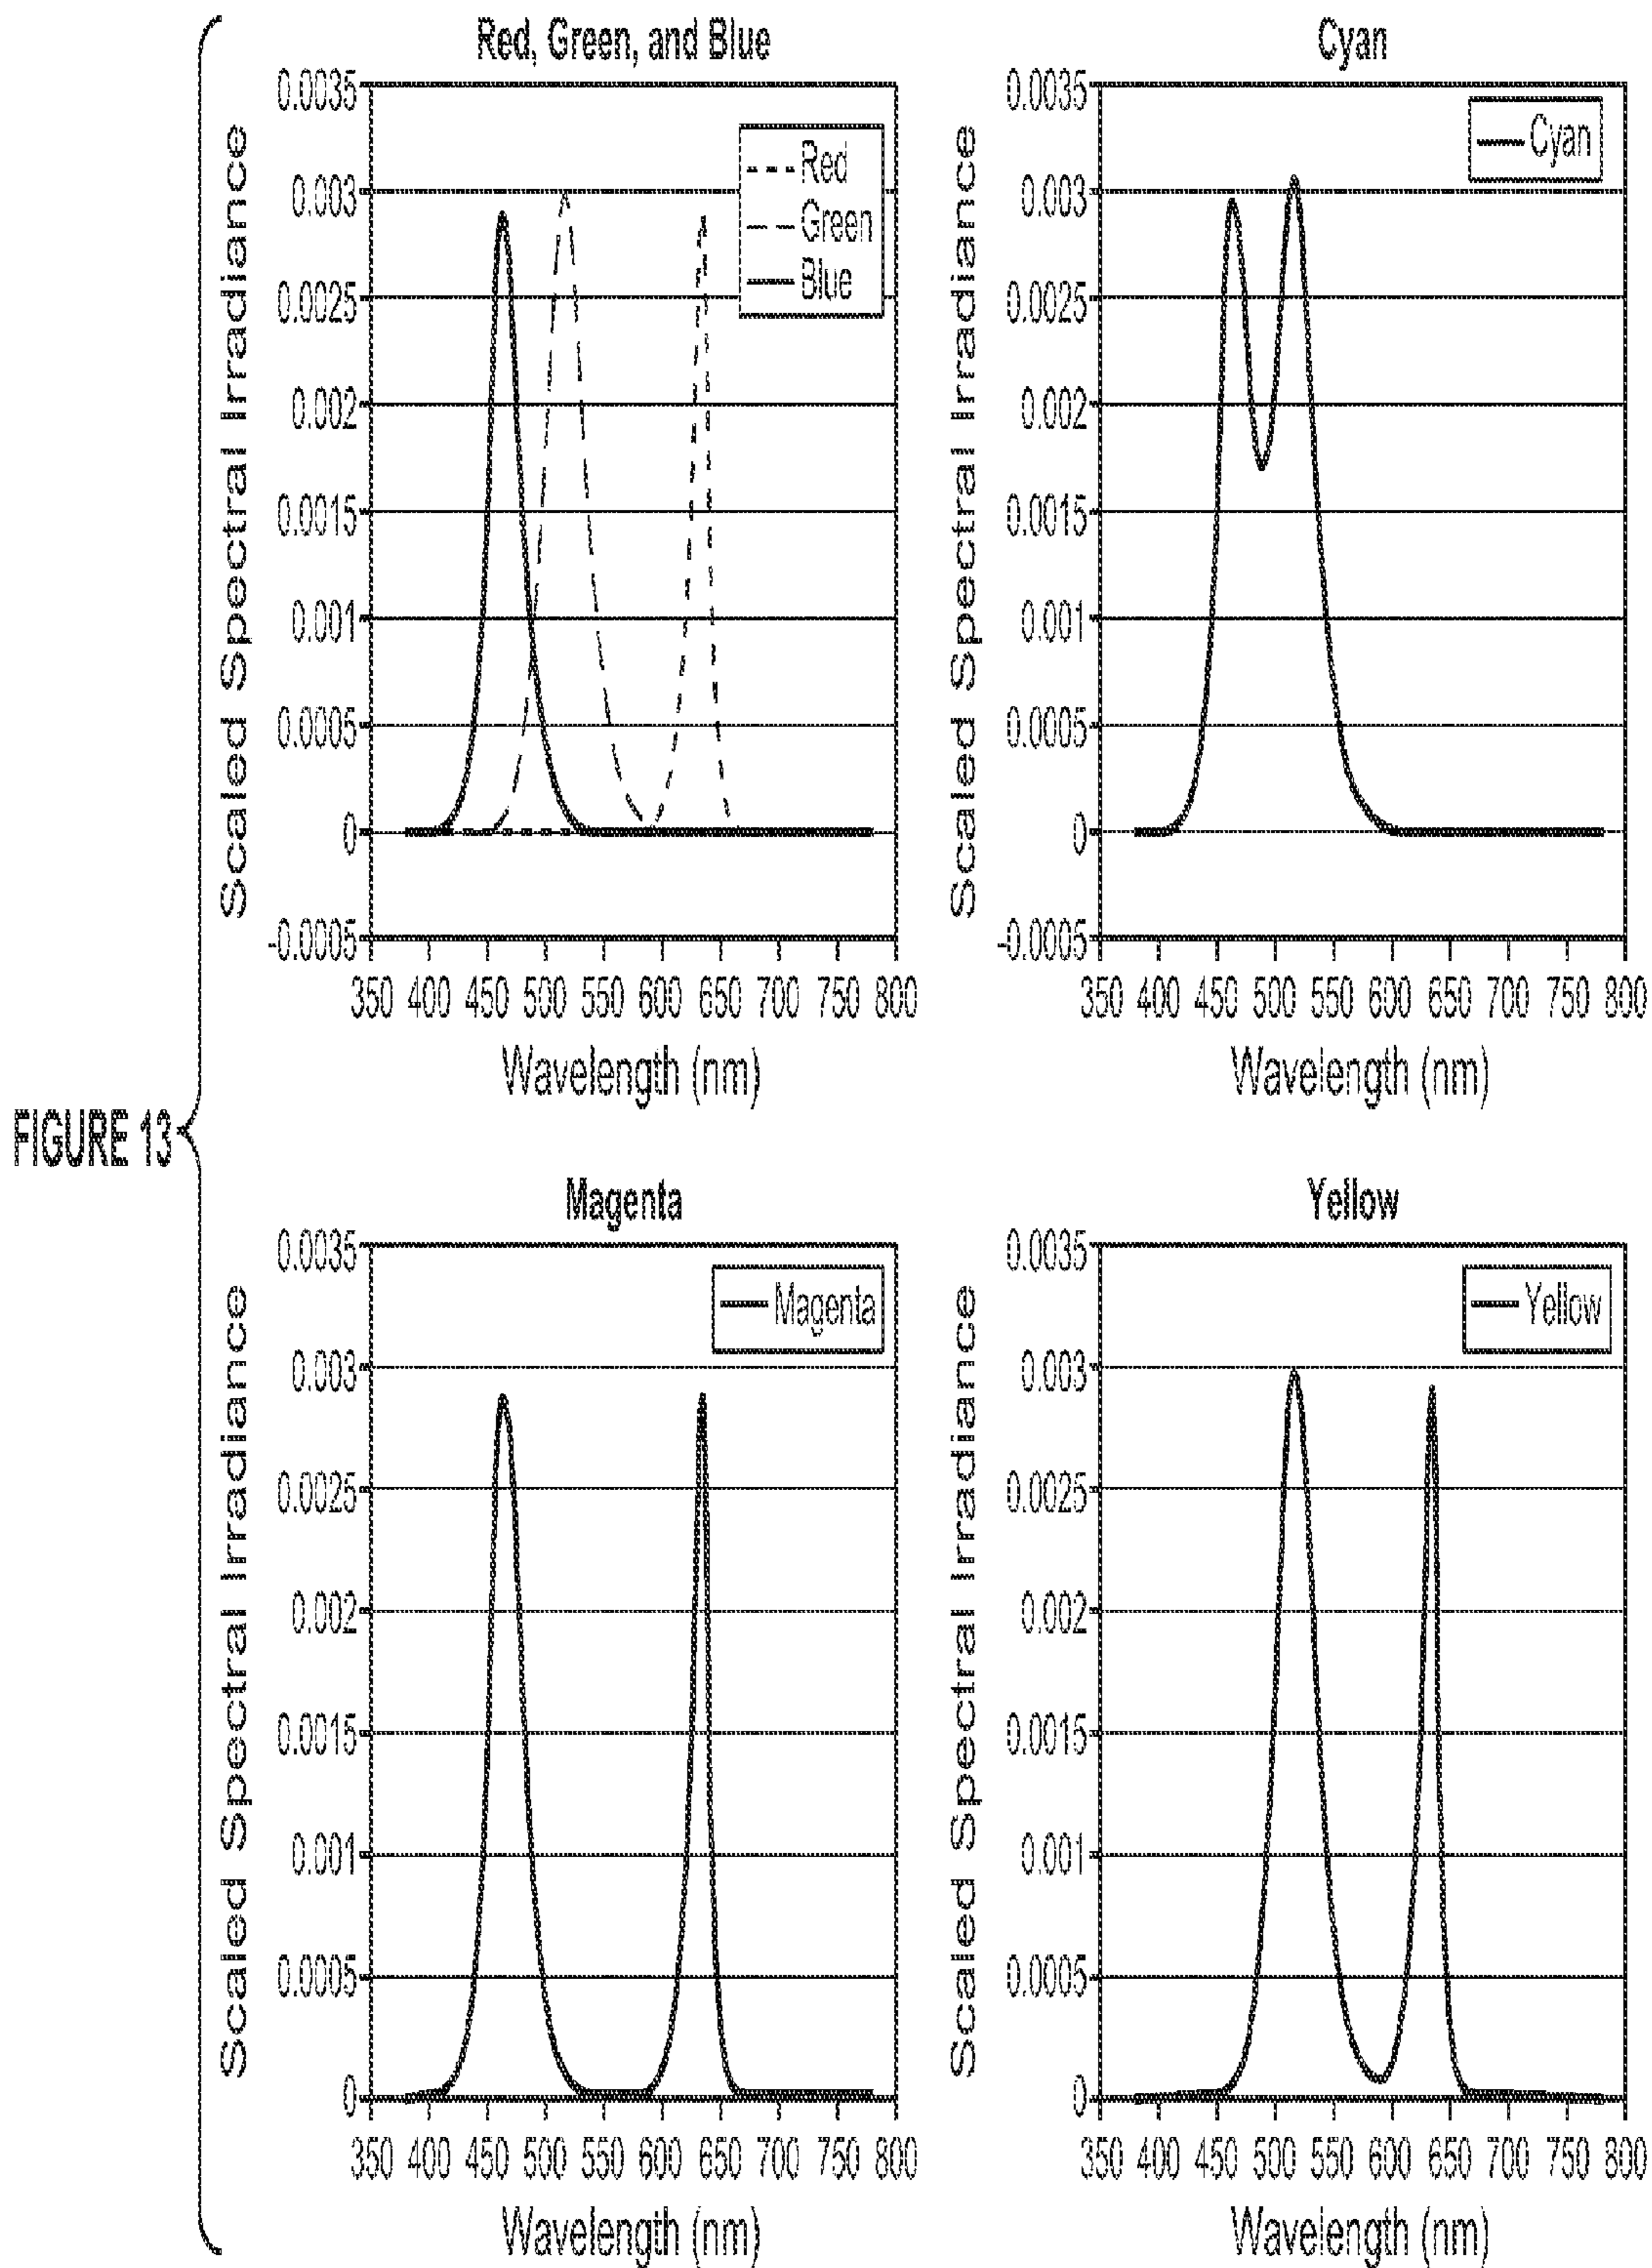 FIGURE 13
Red, Green, and Blue
Scaled Spectral Irradiance
0.0035
0.003
0.0025
0.002
0.0015
0.001
0.0005
0
-0.0005
Red
Green
Blue
350 400 450 500 550 600 650 700 750 800
Wavelength (nm)
Cyan
Scaled Spectral Irradiance
0.0035
0.003
0.0025
0.002
0.0015
0.001
0.0005
0
-0.0005
Cyan
350 400 450 500 550 600 650 700 750 800
Wavelength (nm)
Magenta
Scaled Spectral Irradiance
0.0035
0.003
0.0025
0.002
0.0015
0.001
0.0005
0
Magenta
350 400 450 500 550 600 650 700 750 800
Wavelength (nm)
Yellow
Scaled Spectral Irradiance
0.0035
0.003
0.0025
0.002
0.0015
0.001
0.0005
0
Yellow
350 400 450 500 550 600 650 700 750 800
Wavelength (nm)